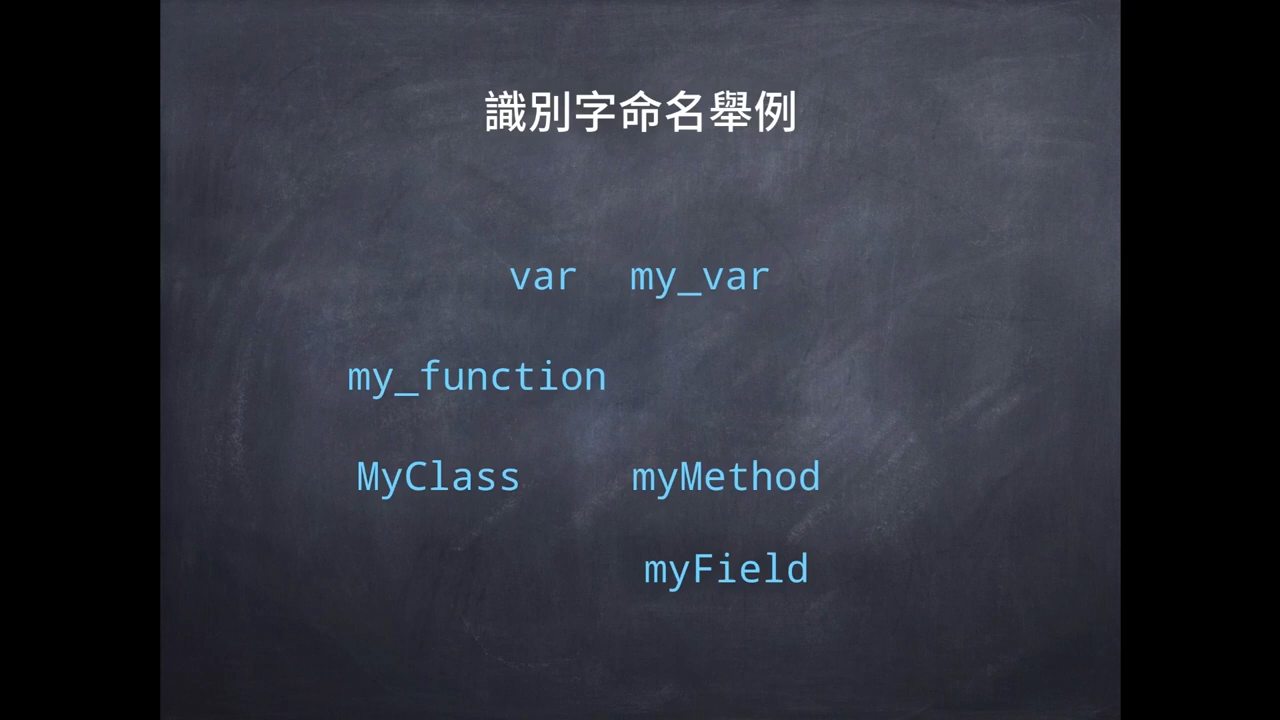 識別字命名舉例
var my_var
my_function
MyClass myMethod
myField